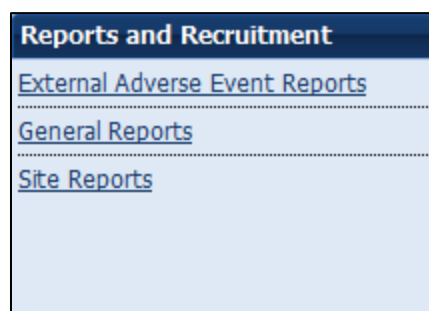 Reports and Recruitment
External Adverse Event Reports
General Reports
Site Reports